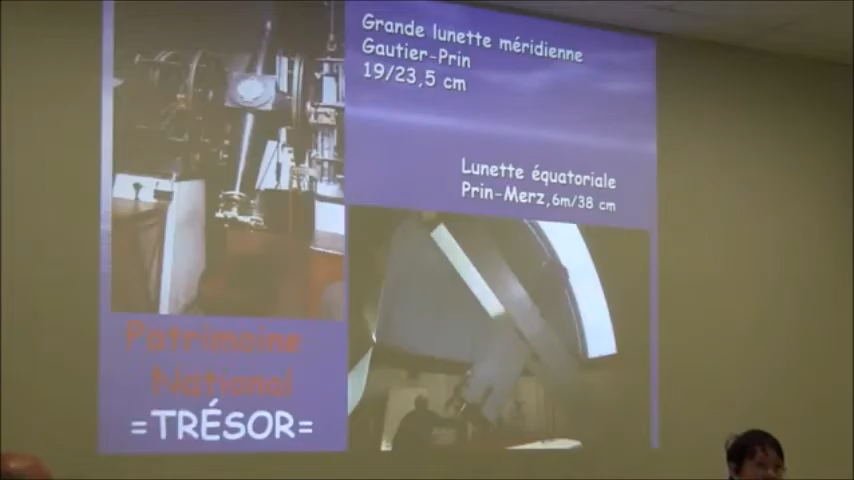 Grande lunette méridienne
Gautier-Prin
19/23,5 cm
Lunette équatoriale
Prin-Merz,6m/38 cm
Patrimoine
National
=TRÉSOR=